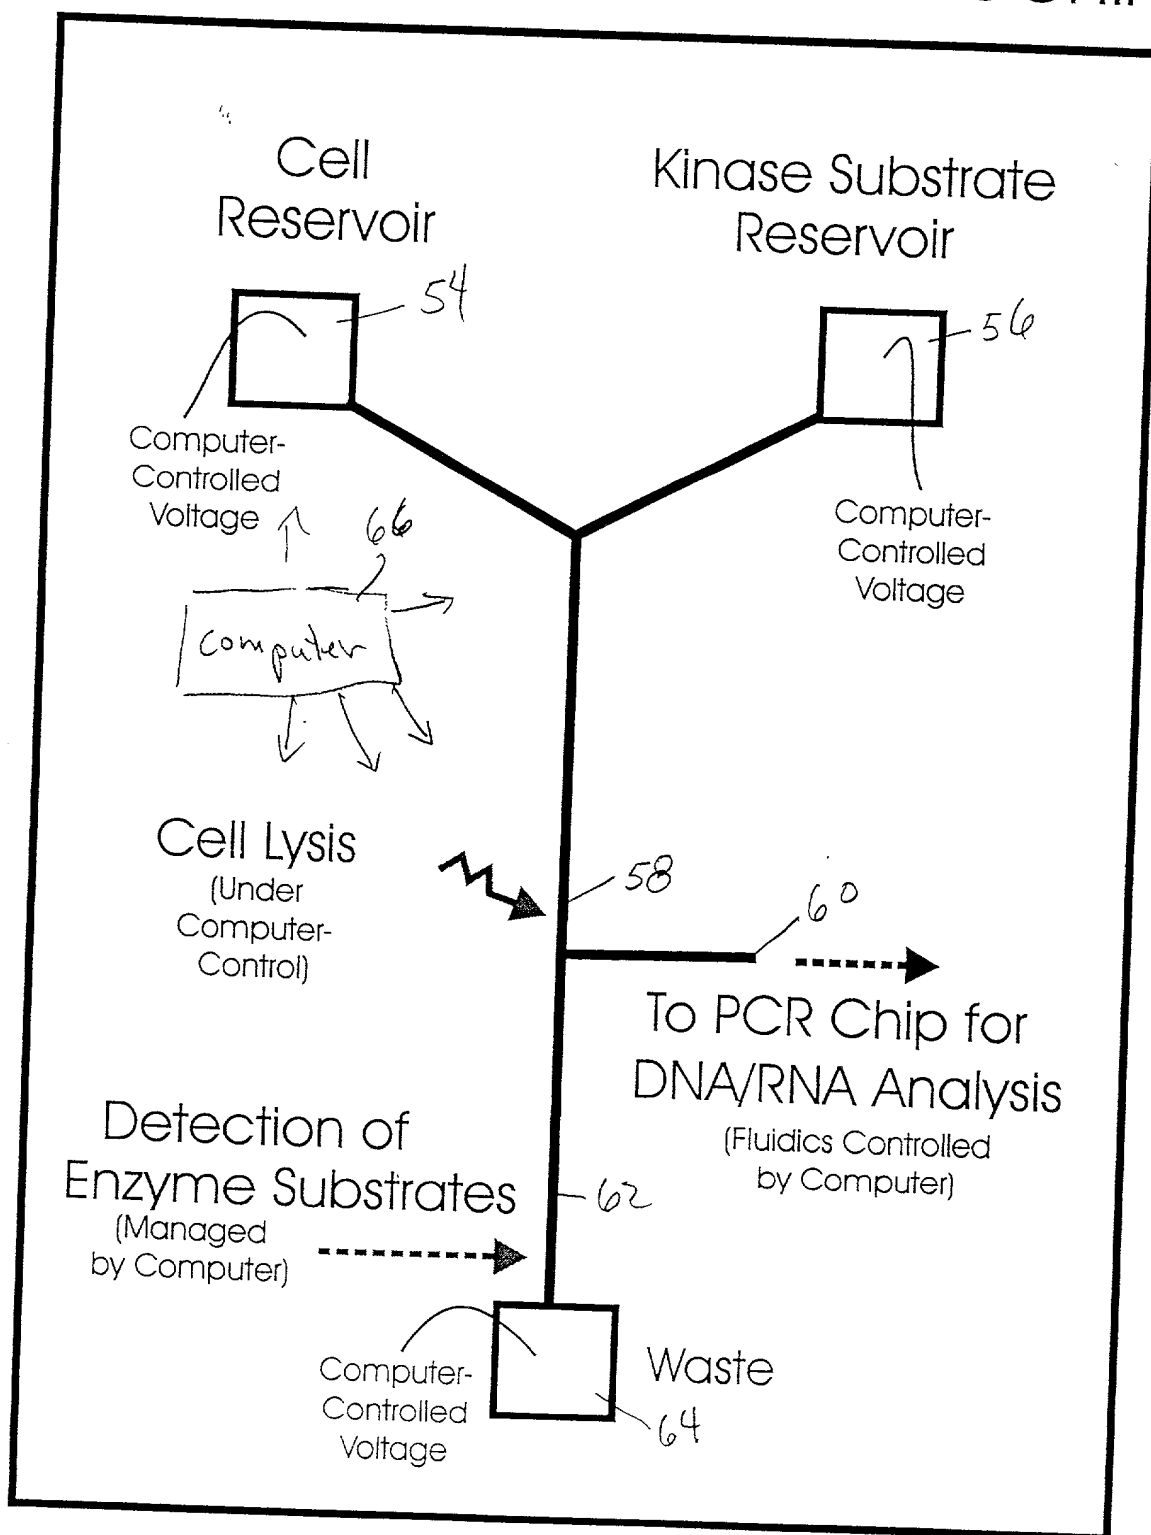 Cell
Reservoir
Kinase Substrate
Reservoir
54
56
Computer-
Controlled
Voltage
Computer-
Controlled
Voltage
66
computer
Cell Lysis
(Under
Computer-
Control)
58
60
To PCR Chip for
DNA/RNA Analysis
(Fluidics Controlled
by Computer)
Detection of
Enzyme Substrates
(Managed
by Computer)
62
Computer-
Controlled
Voltage
Waste
64